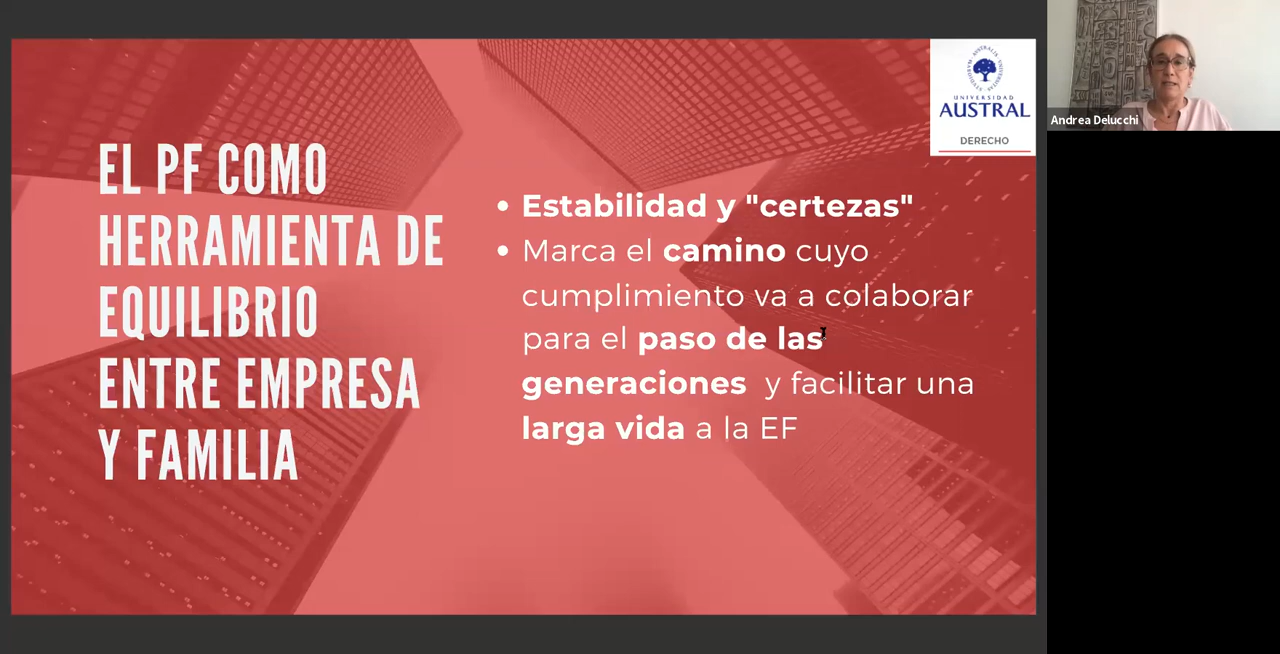 EL PF COMO
HERRAMIENTA DE
EQUILIBRIO
ENTRE EMPRESA
Y FAMILIA
• Estabilidad y "certezas"
• Marca el camino cuyo
cumplimiento va a colaborar
para el paso de las
generaciones y facilitar una
larga vida a la EF
UNIVERSIDAD
AUSTRAL
DERECHO
Andrea Delucchi